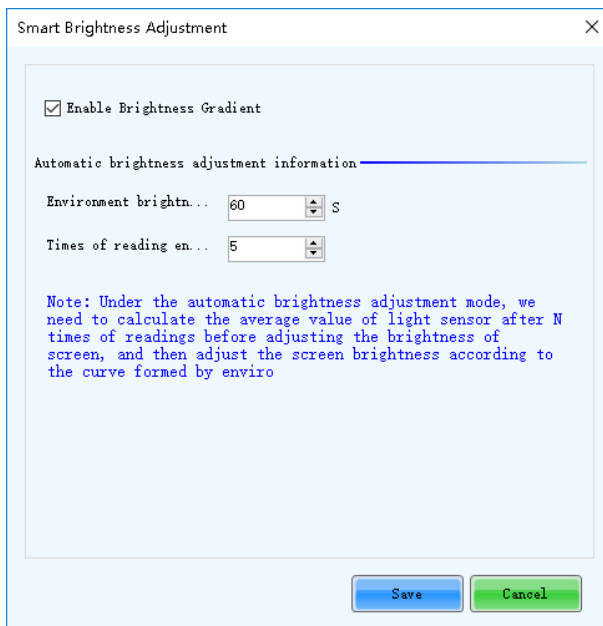 Smart Brightness Adjustment
Enable Brightness Gradient
Automatic brightness adjustment information
Environment brightn... 60 S
Times of reading en... 5
Note: Under the automatic brightness adjustment mode, we
need to calculate the average value of light sensor after N
times of readings before adjusting the brightness of
screen, and then adjust the screen brightness according to
the curve formed by enviro
Save Cancel